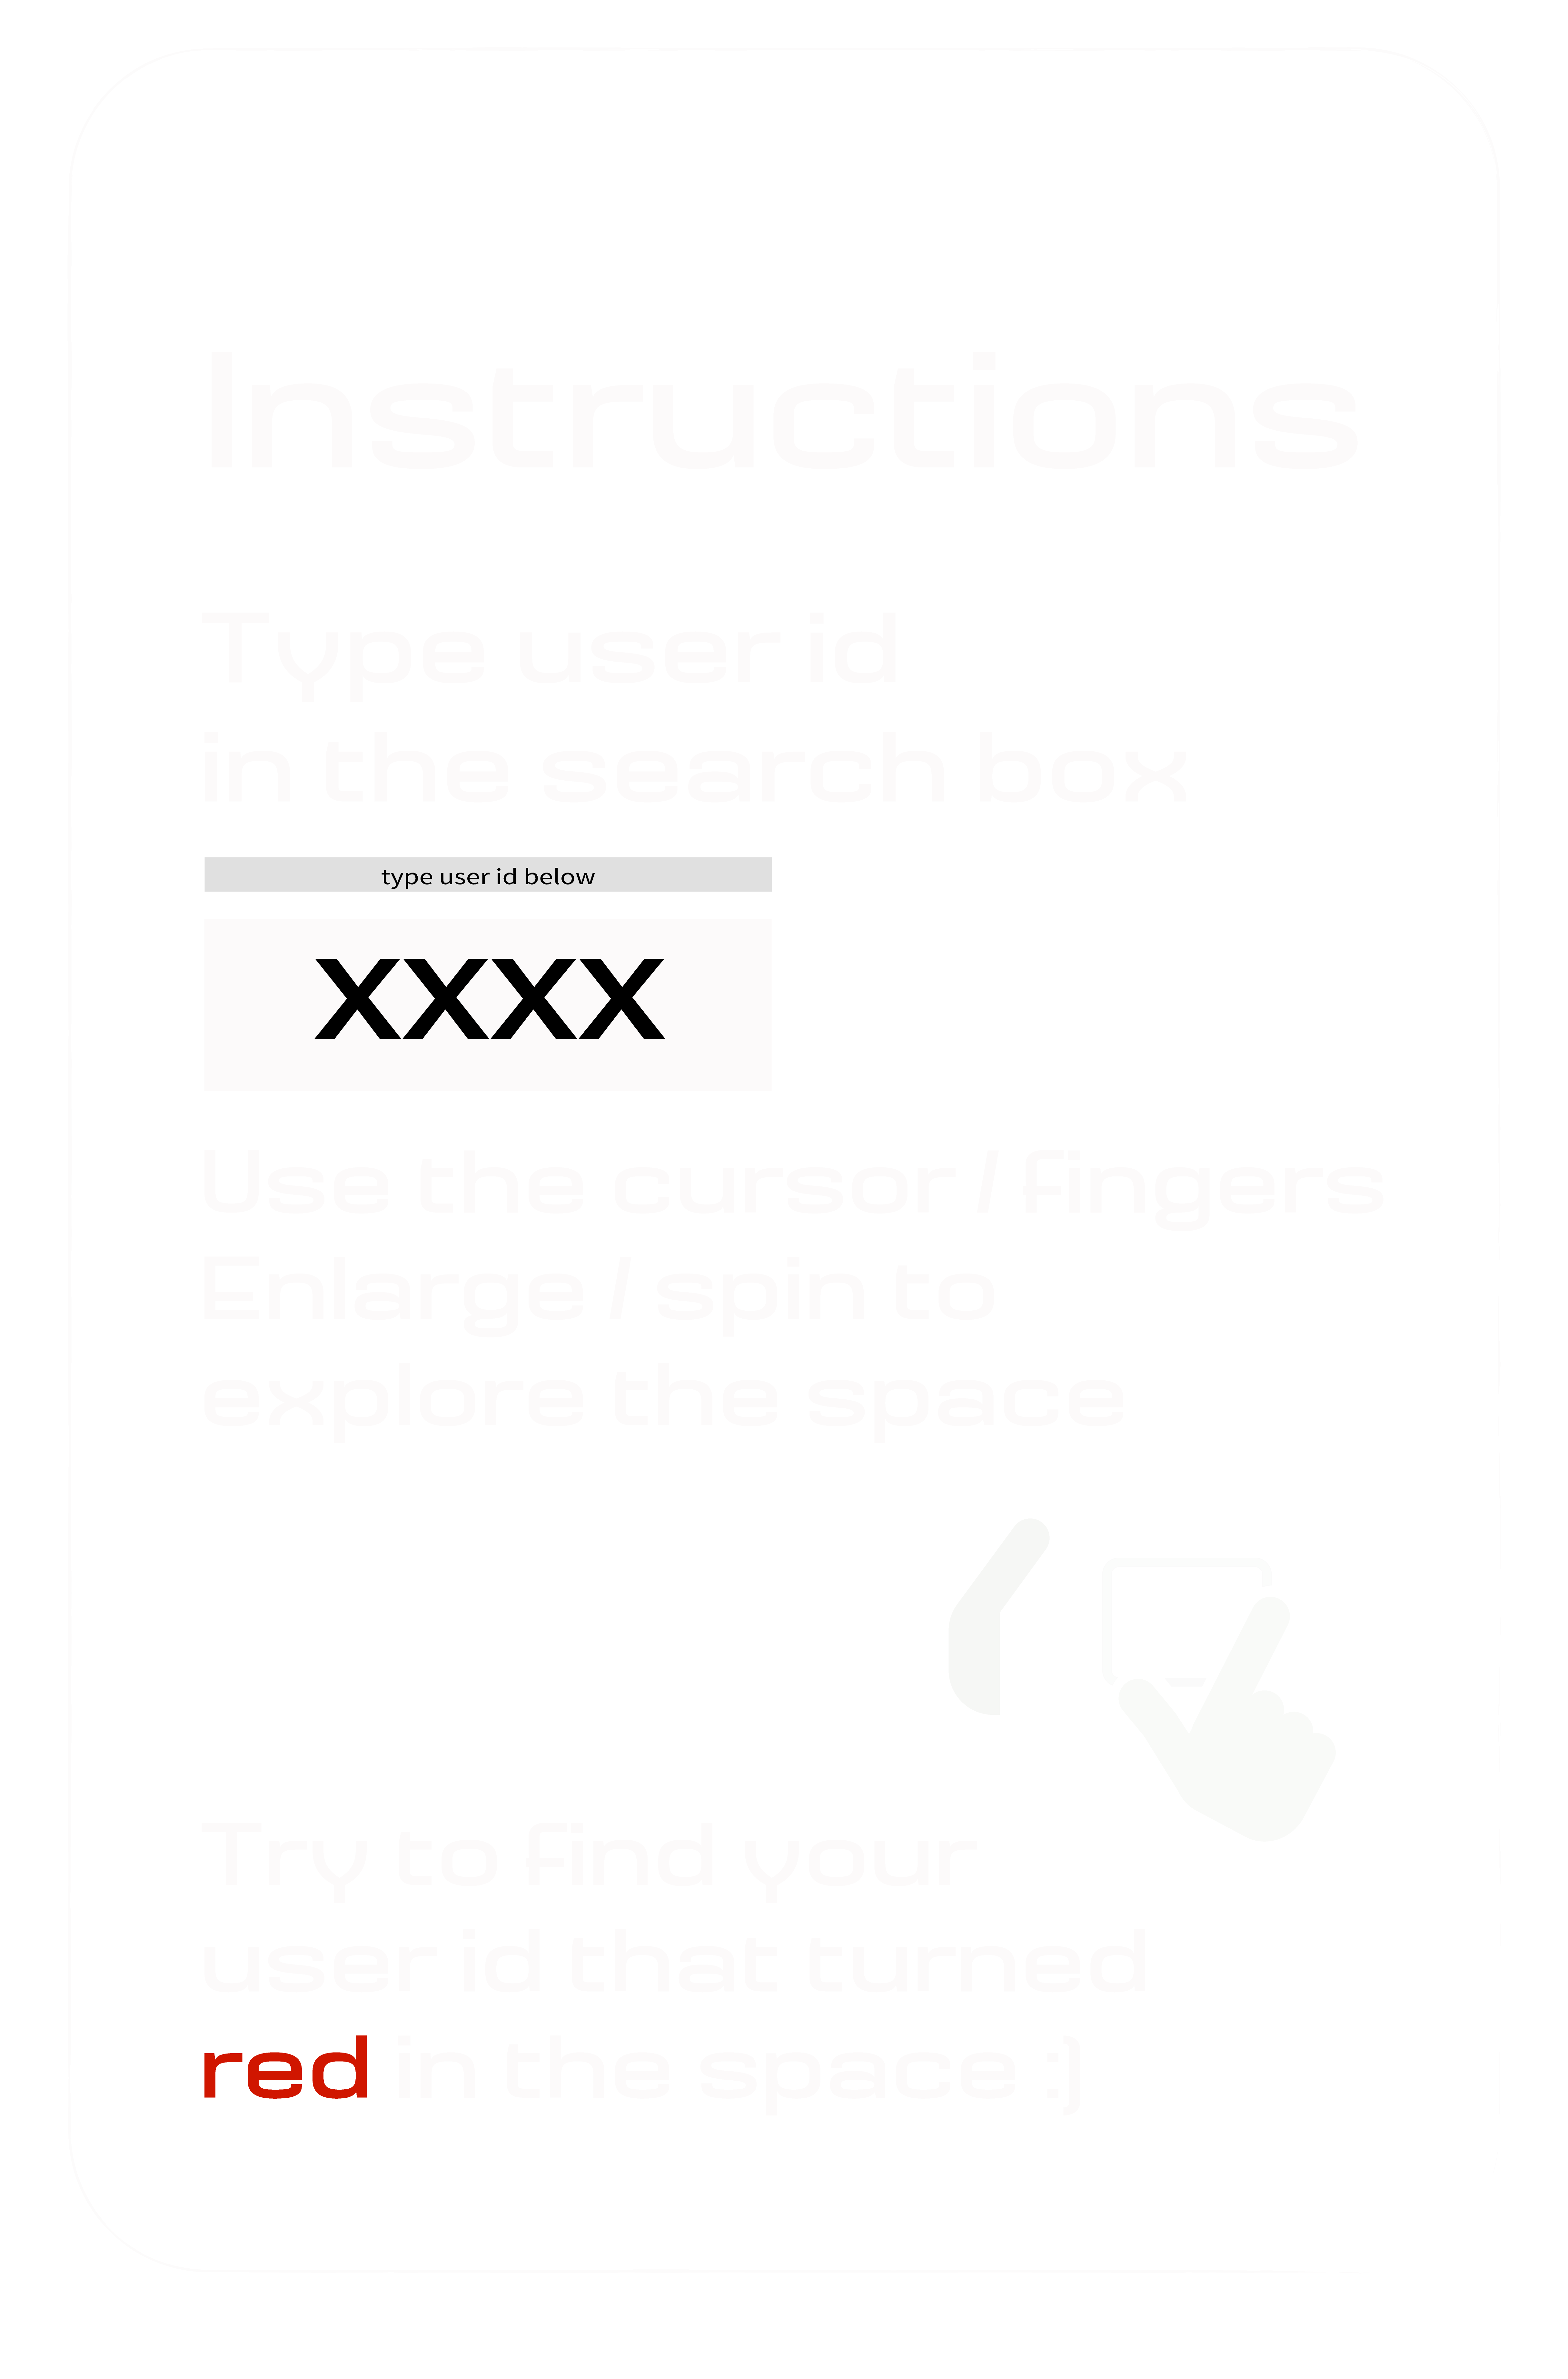 Instructions
Type user id
in the search box
type user id below
XXXX
Use the cursor / fingers
Enlarge / spin to
explore the space
Try to find your
user id that turned
red in the space :)